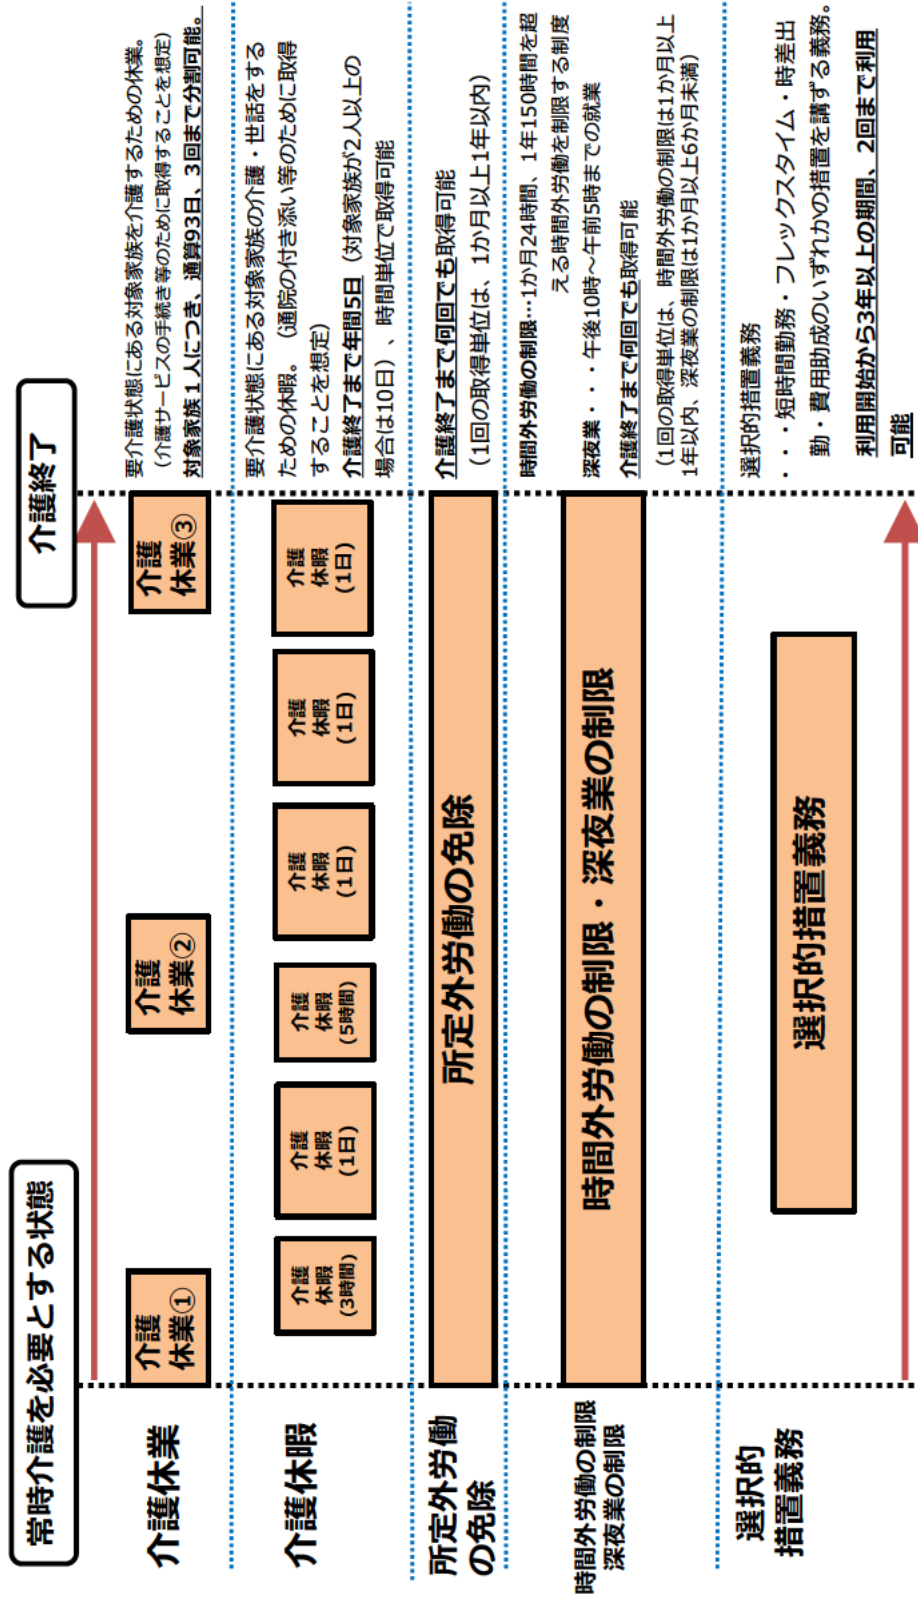 常時介護を必要とする状態
介護終了
介護休業
介護
休業①
介護
休業②
介護
休業③
要介護状態にある対象家族を介護するための休業。
（介護サービスの手続き等のために取得することを想定）
対象家族１人につき、通算93日、3回まで分割可能。
介護休暇
介護
休暇
(3時間)
介護
休暇
(1日)
介護
休暇
(5時間)
介護
休暇
(1日)
介護
休暇
(1日)
介護
休暇
(1日)
要介護状態にある対象家族の介護・世話をする
ための休暇。（通院の付き添い等のために取得
することを想定）
介護終了まで年間5日（対象家族が2人以上の
場合は10日）、時間単位で取得可能
所定外労働
の免除
所定外労働の免除
介護終了まで何回でも取得可能
（1回の取得単位は、1か月以上1年以内）
時間外労働の制限
深夜業の制限
時間外労働の制限・深夜業の制限
時間外労働の制限…1か月24時間、1年150時間を超
える時間外労働を制限する制度
深夜業・・・午後10時～午前5時までの就業
介護終了まで何回でも取得可能
（1回の取得単位は、時間外労働の制限は1か月以上
1年以内、深夜業の制限は1か月以上6か月未満）
選択的
措置義務
選択的措置義務
選択的措置義務
・・・短時間勤務・フレックスタイム・時差出
勤・費用助成のいずれかの措置を講ずる義務。
利用開始から3年以上の期間、2回まで利用
可能